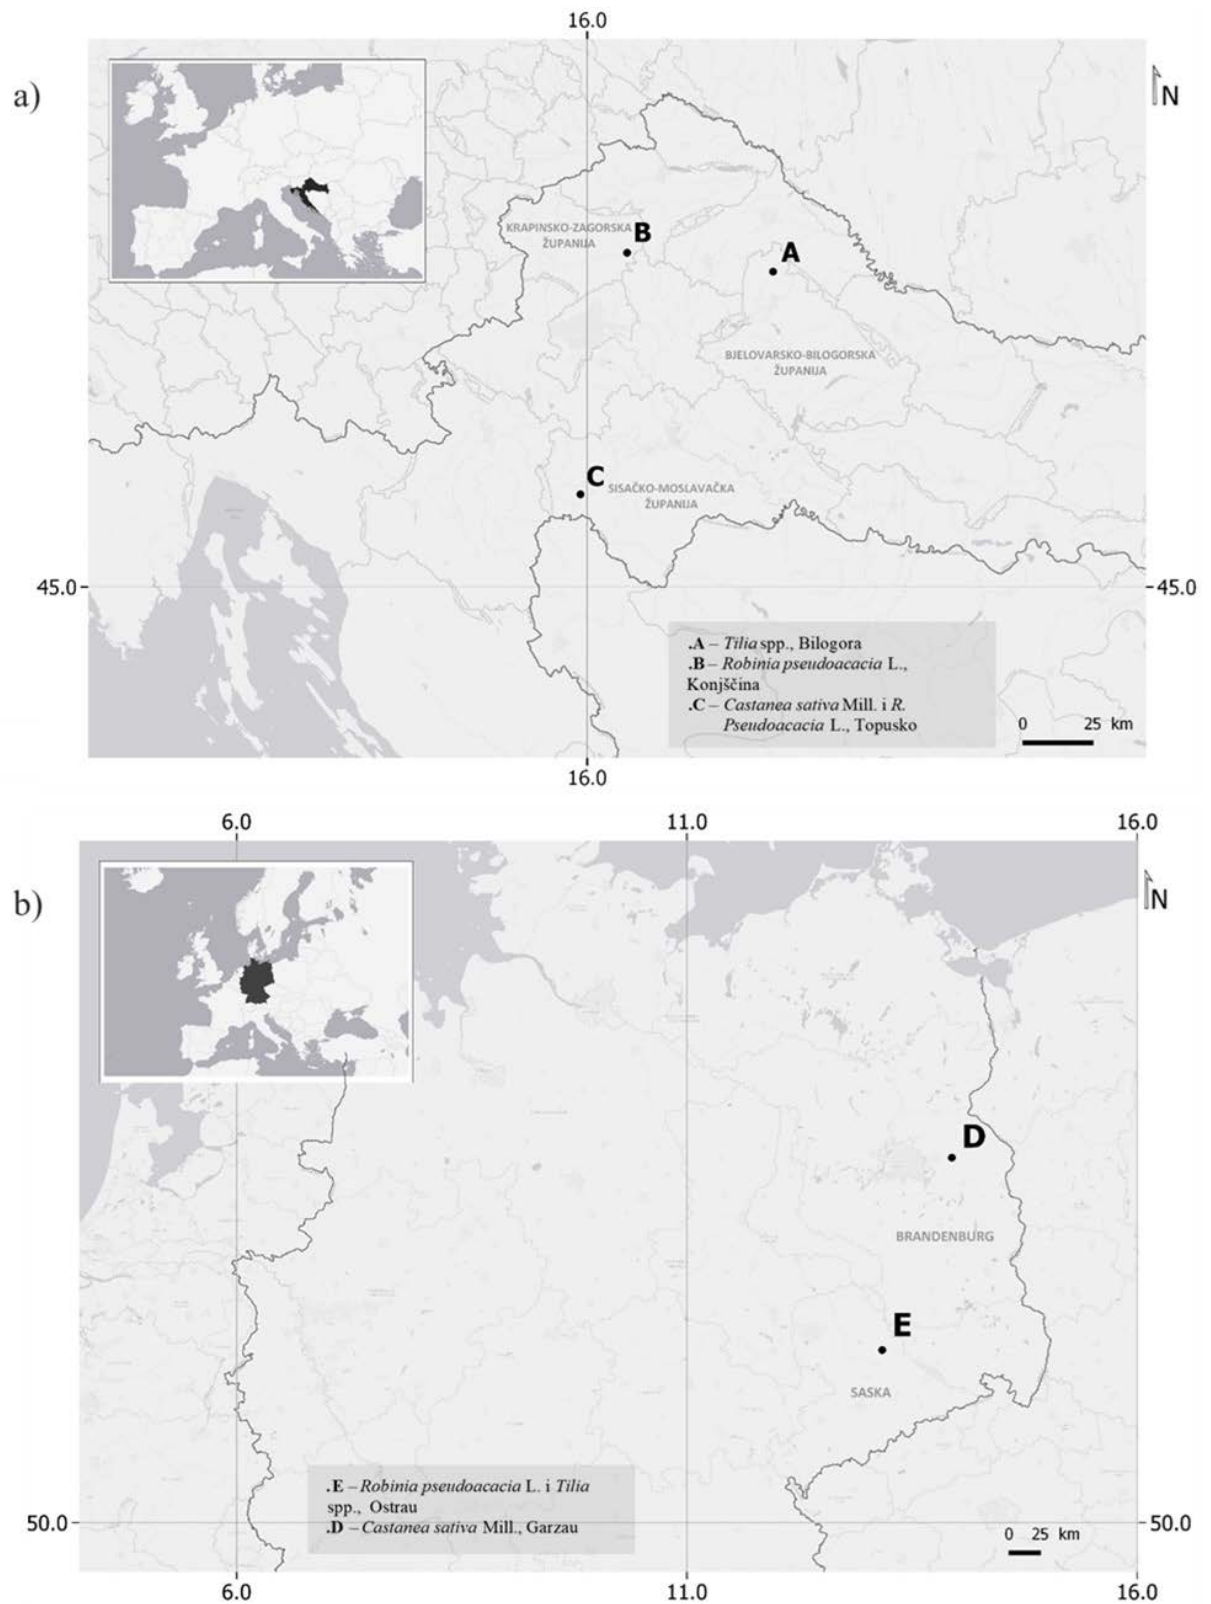 16.0
a)
N
KRAPINSKO-ZAGORSKA
ŽUPANIJA
B
A
BJELOVARSKO-BILOGORSKA
ŽUPANIJA
C
SISAČKO-MOSLAVAČKA
ŽUPANIJA
45.0
45.0
.A – Tilia spp., Bilogora
.B – Robinia pseudoacacia L.,
Konjščina
.C – Castanea sativa Mill. i R.
Pseudoacacia L., Topusko
0 25 km
16.0
6.0 11.0 16.0
b)
N
D
BRANDENBURG
E
SASKA
.E – Robinia pseudoacacia L. i Tilia
spp., Ostrau
.D – Castanea sativa Mill., Garzau
50.0
50.0
0 25 km
6.0 11.0 16.0